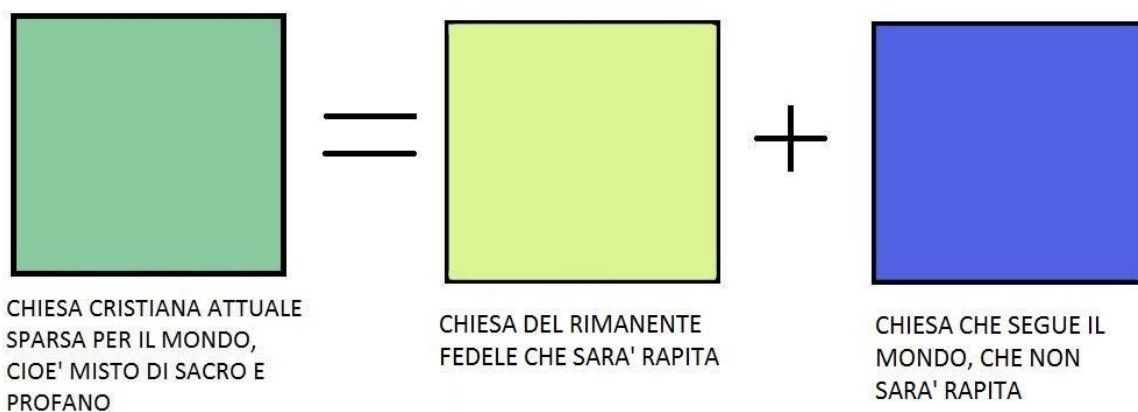 CHIESA CRISTIANA ATTUALE
SPARSA PER IL MONDO,
CIOE' MISTO DI SACRO E
PROFANO
CHIESA DEL RIMANENTE
FEDELE CHE SARA' RAPITA
CHIESA CHE SEGUE IL
MONDO, CHE NON
SARA' RAPITA